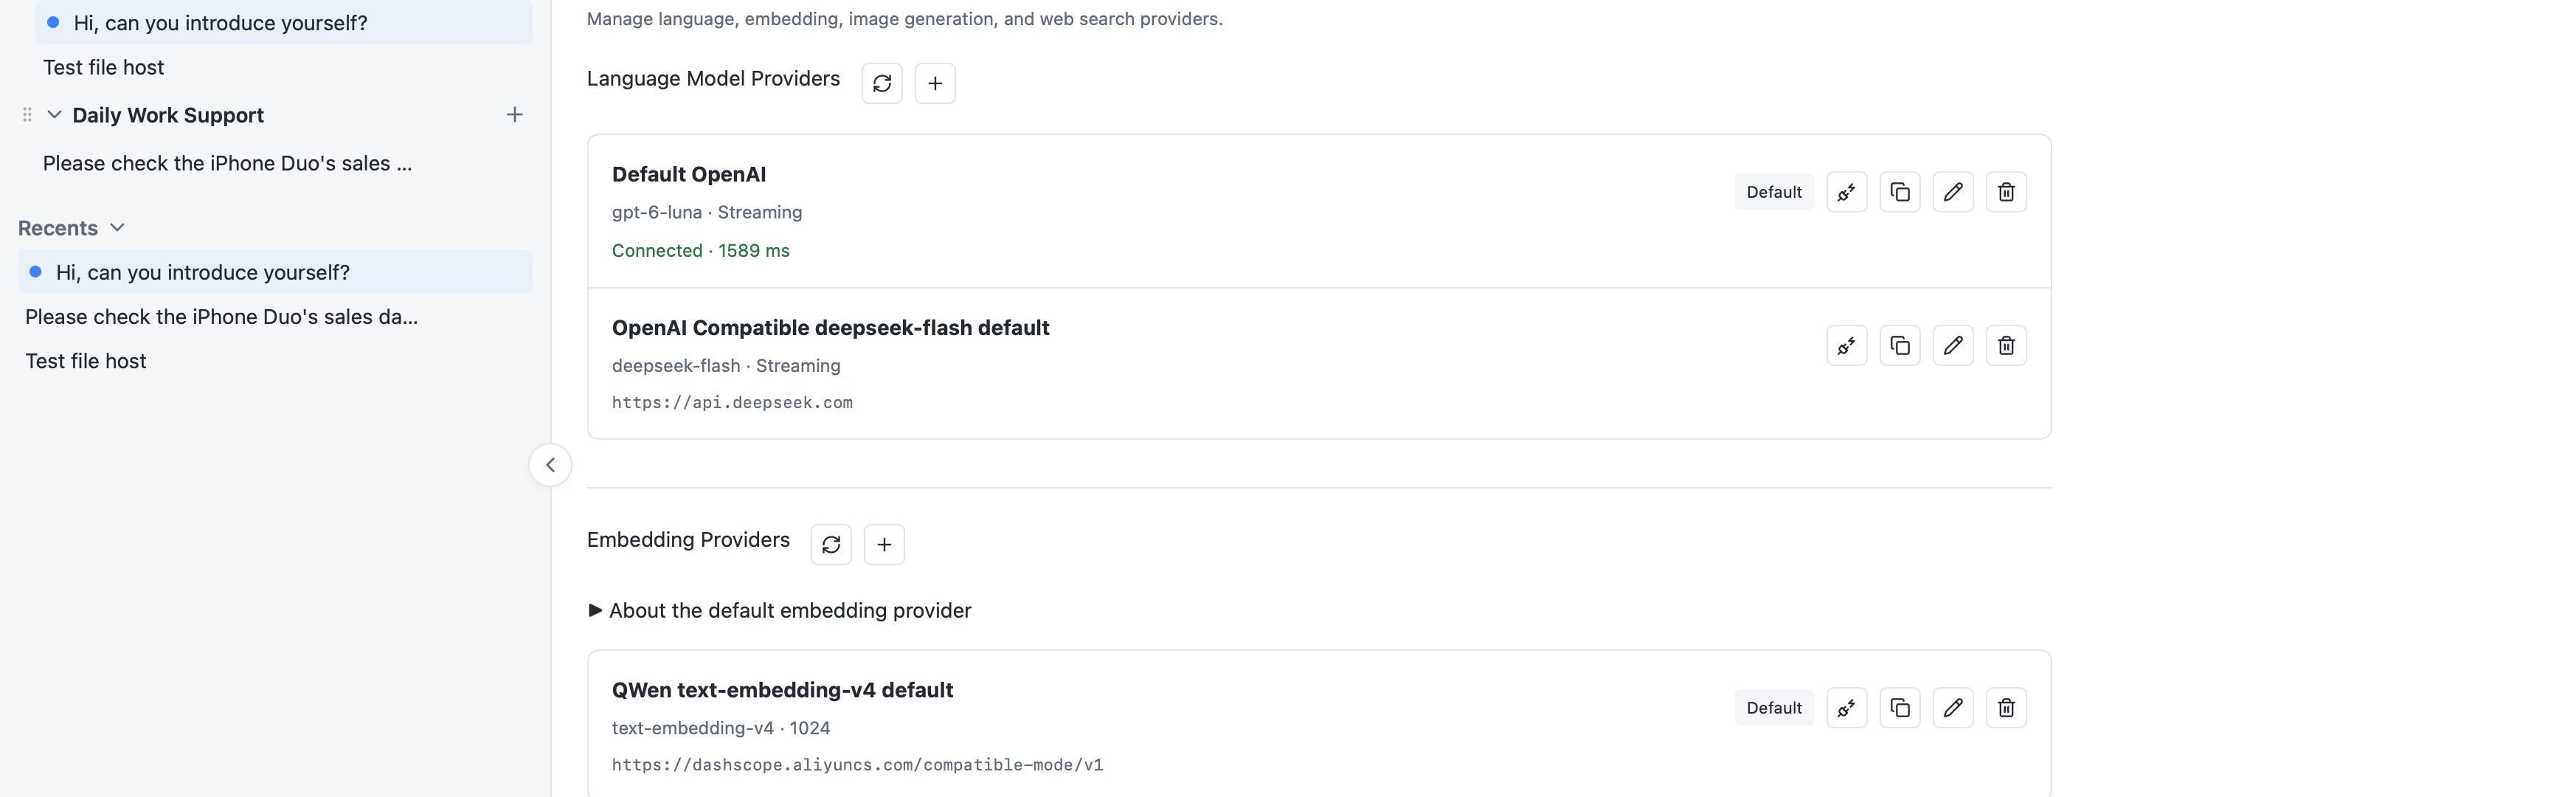 Hi, can you introduce yourself?
Test file host
Daily Work Support
Please check the iPhone Duo's sales ...
Recents
Hi, can you introduce yourself?
Please check the iPhone Duo's sales da...
Test file host
Manage language, embedding, image generation, and web search providers.
Language Model Providers
Default OpenAI
Default
gpt-6-luna · Streaming
Connected · 1589 ms
OpenAI Compatible deepseek-flash default
deepseek-flash · Streaming
https://api.deepseek.com
Embedding Providers
About the default embedding provider
QWen text-embedding-v4 default
Default
text-embedding-v4 · 1024
https://dashscope.aliyuncs.com/compatible-mode/v1